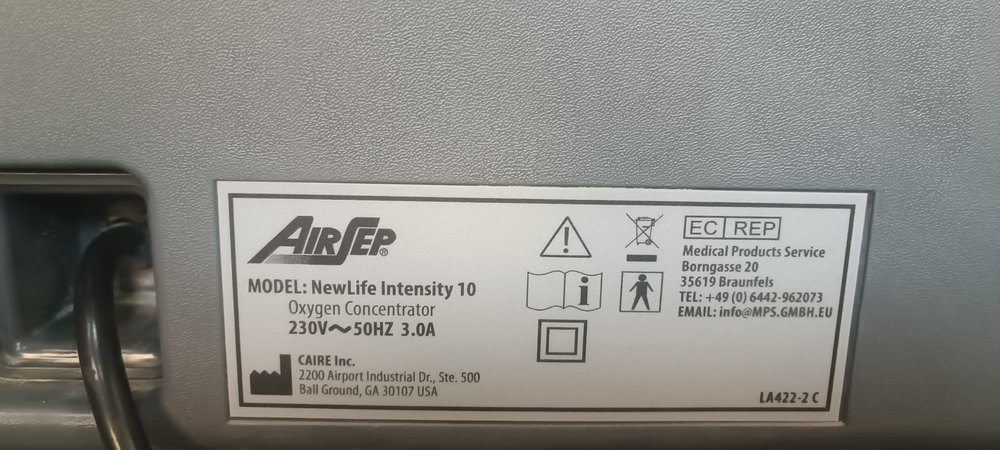 AIRSEP®
MODEL: NewLife Intensity 10
Oxygen Concentrator
230V~50HZ 3.0A
CAIRE Inc.
2200 Airport Industrial Dr., Ste. 500
Ball Ground, GA 30107 USA
i
EC REP
Medical Products Service
Borngasse 20
35619 Braunfels
TEL: +49 (0) 6442-962073
EMAIL: info@MPS.GMBH.EU
LA422-2 C